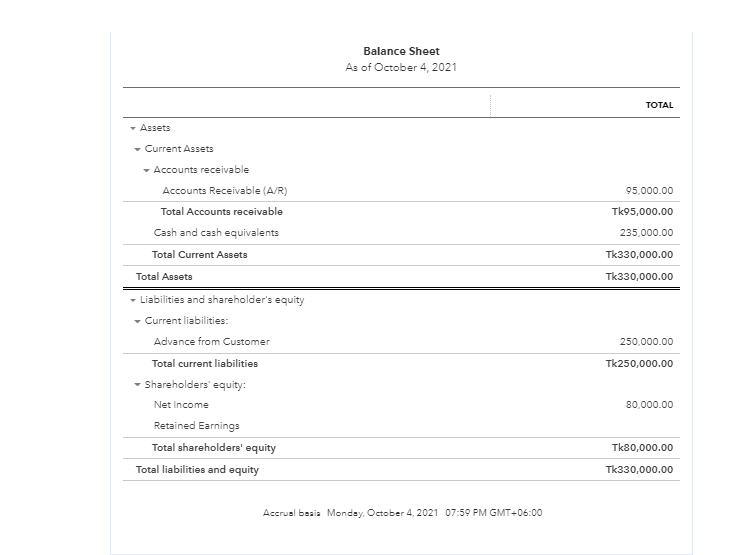 Balance Sheet
As of October 4, 2021
TOTAL
Assets
Current Assets
Accounts receivable
Accounts Receivable (A/R) 95,000.00
Total Accounts receivable Tk95,000.00
Cash and cash equivalents 235,000.00
Total Current Assets Tk330,000.00
Total Assets Tk330,000.00
Liabilities and shareholder's equity
Current liabilities:
Advance from Customer 250,000.00
Total current liabilities Tk250,000.00
Shareholders' equity:
Net Income 80,000.00
Retained Earnings
Total shareholders' equity Tk80,000.00
Total liabilities and equity Tk330,000.00
Accrual basis Monday, October 4, 2021 07:59 PM GMT+06:00